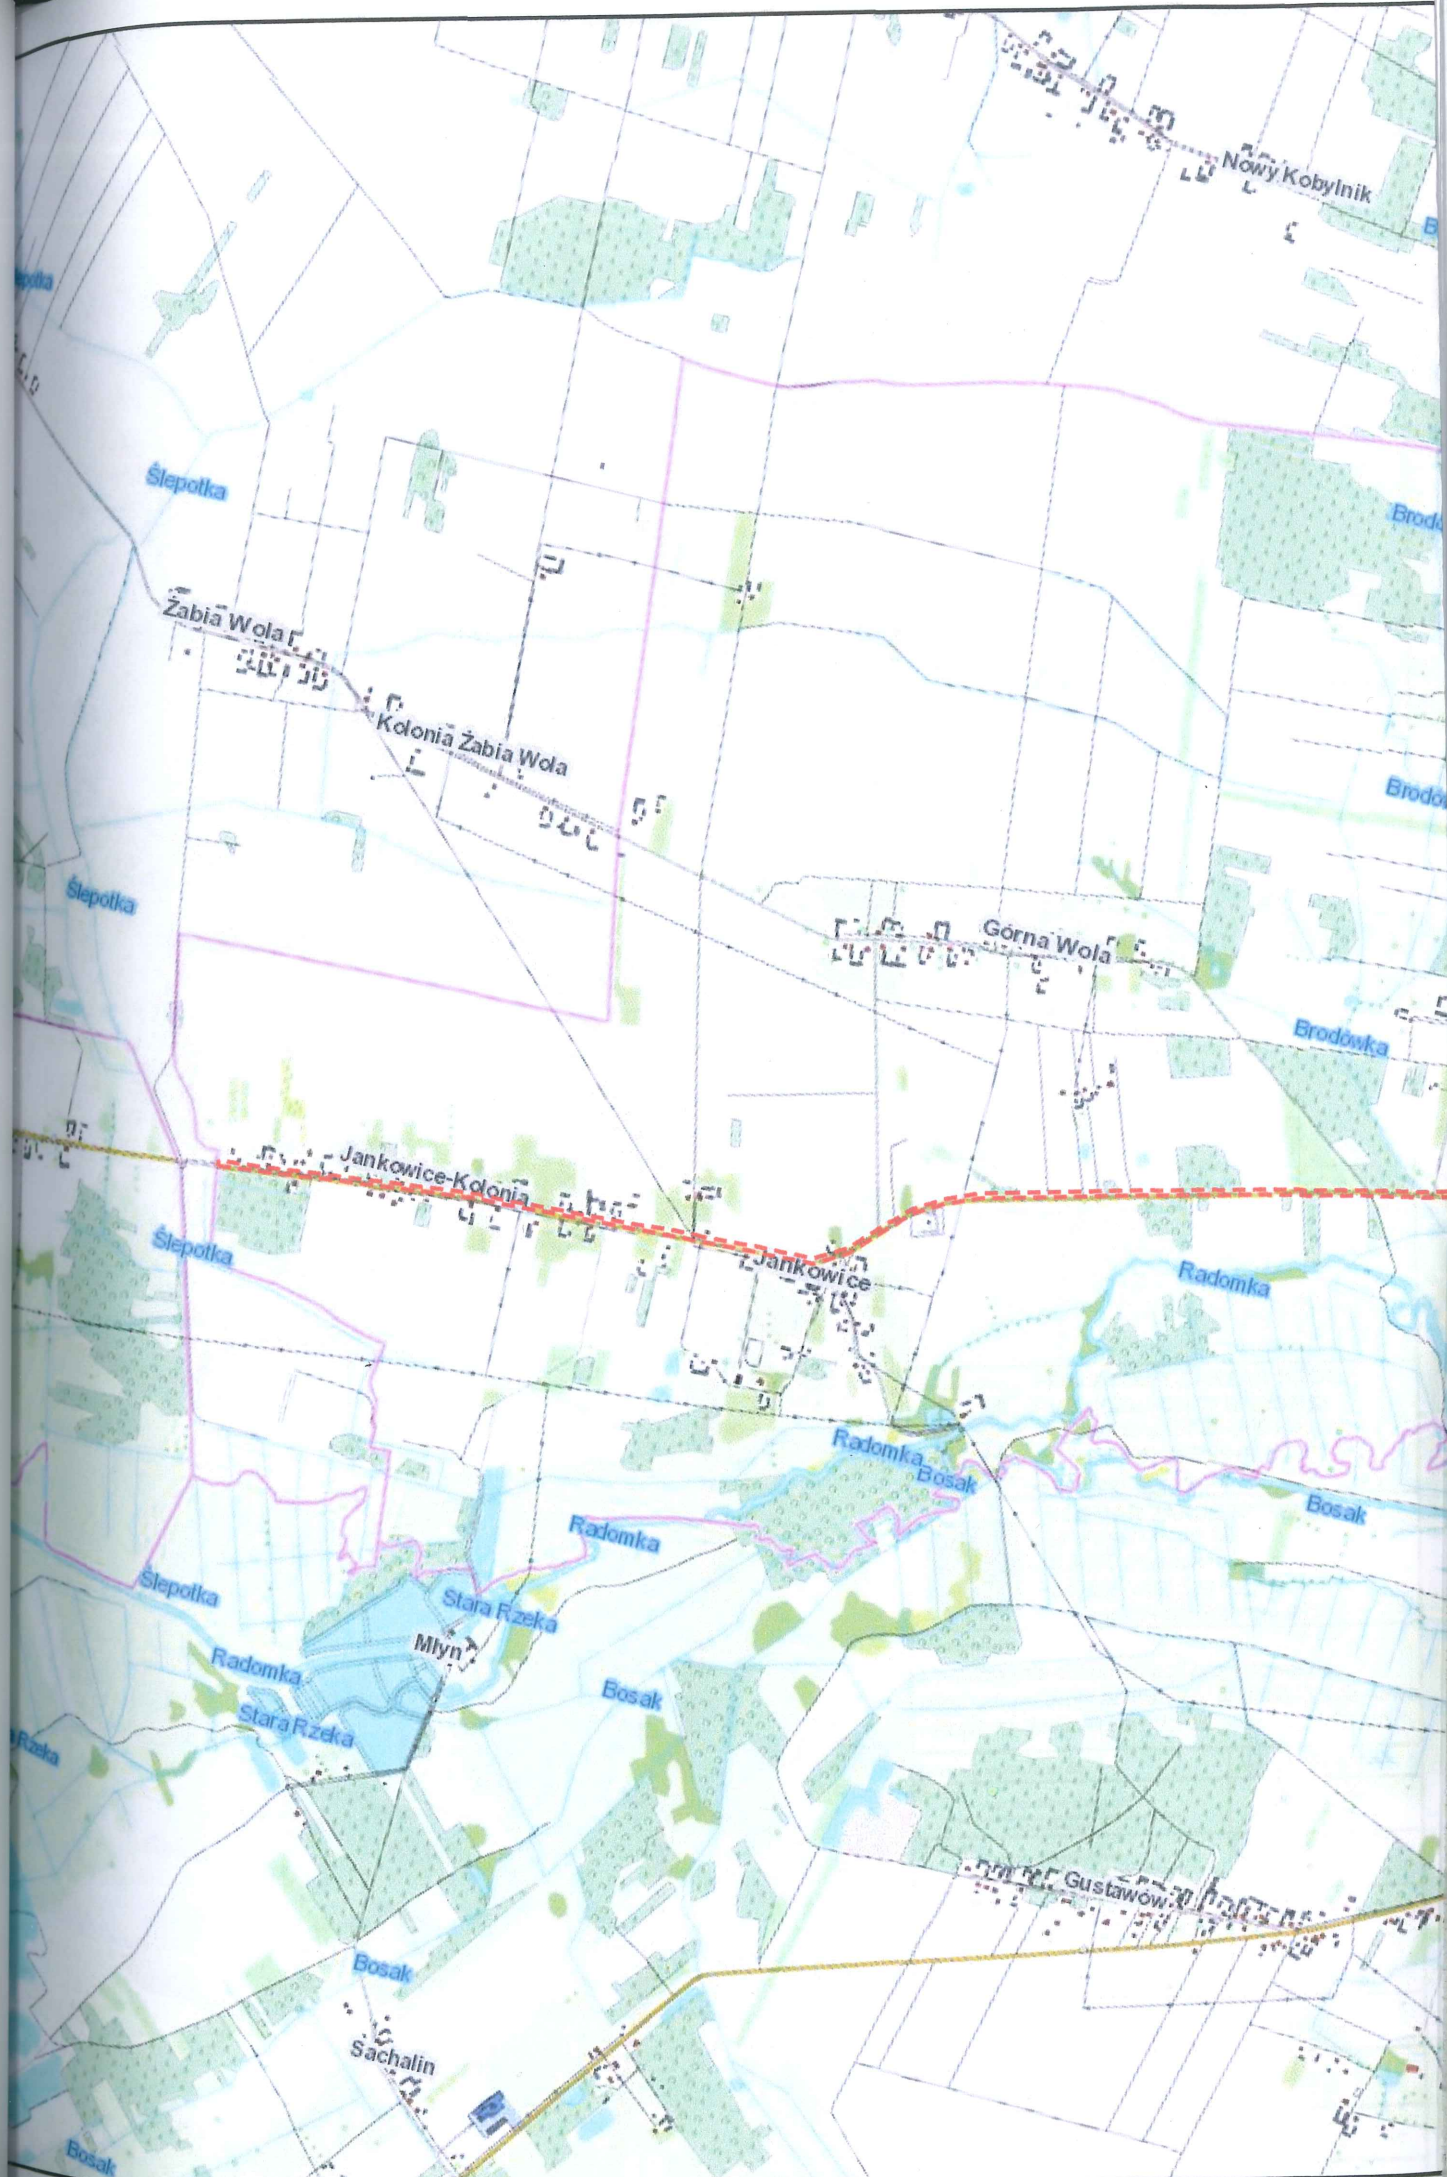 Nowy Kobylnik
Ślepotka
Żabia Wola
Kolonia Żabia Wola
Ślepotka
Górna Wola
Brodówka
Jankowice-Kolonia
Ślepotka
Jankowice
Radomka
Radomka
Bosak
Bosak
Radomka
Ślepotka
Stara Rzeka
Młyn
Radomka
Bosak
Stara Rzeka
Rzeka
Gustawów
Bosak
Sachalin
Bosak